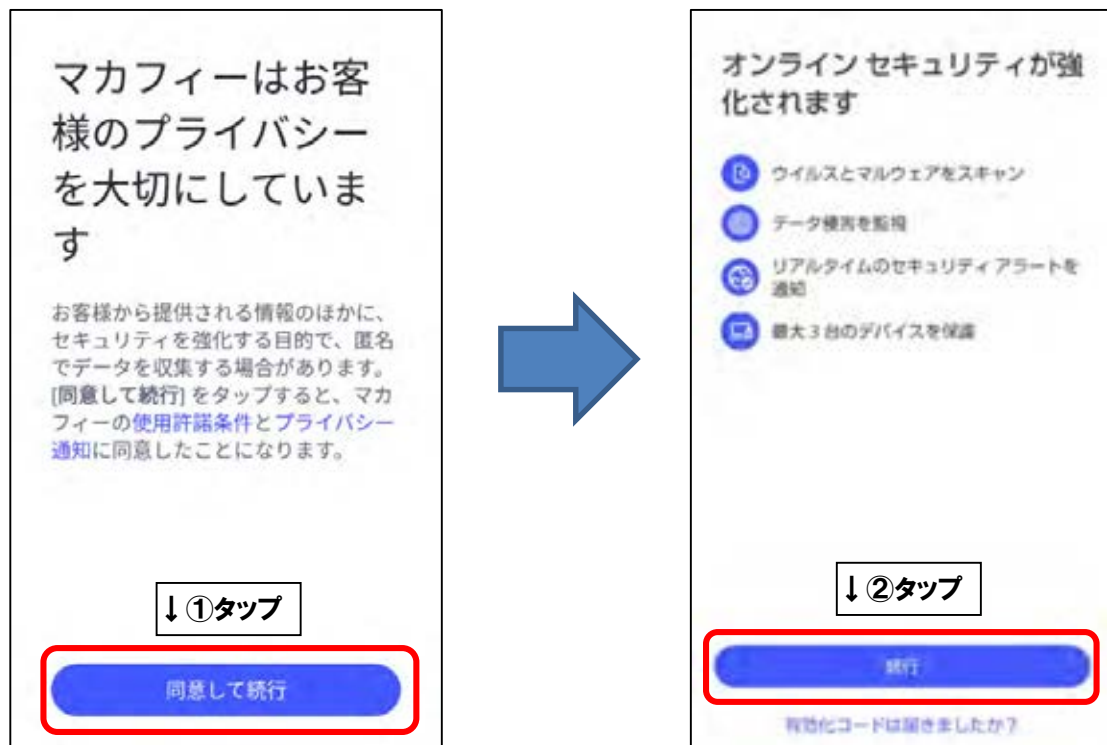 マカフィーはお客
様のプライバシー
を大切にしていま
す
お客様から提供される情報のほかに、
セキュリティを強化する目的で、匿名
でデータを収集する場合があります。
[同意して続行] をタップすると、マカ
フィーの使用許諾条件とプライバシー
通知に同意したことになります。
↓①タップ
同意して続行
オンライン セキュリティが強
化されます
ウイルスとマルウェアをスキャン
データ侵害を監視
リアルタイムのセキュリティ アラートを
通知
最大 3 台のデバイスを保護
↓②タップ
続行
有効化コードは届きましたか？